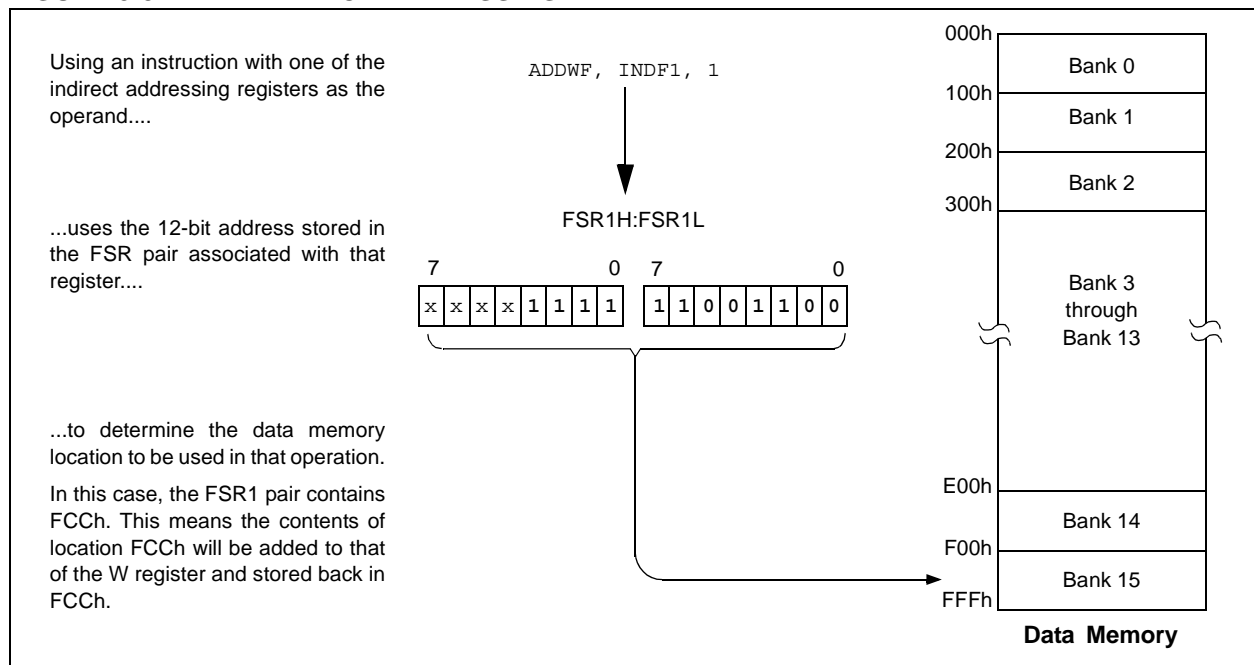 Using an instruction with one of the
indirect addressing registers as the
operand....
ADDWF, INDF1, 1
...uses the 12-bit address stored in
the FSR pair associated with that
register....
FSR1H:FSR1L
7 0 7 0
x x x x 1 1 1 1 1 1 0 0 1 1 0 0
...to determine the data memory
location to be used in that operation.
In this case, the FSR1 pair contains
FCCh. This means the contents of
location FCCh will be added to that
of the W register and stored back in
FCCh.
000h
Bank 0
100h
Bank 1
200h
Bank 2
300h
Bank 3
through
Bank 13
E00h
Bank 14
F00h
Bank 15
FFFh
Data Memory